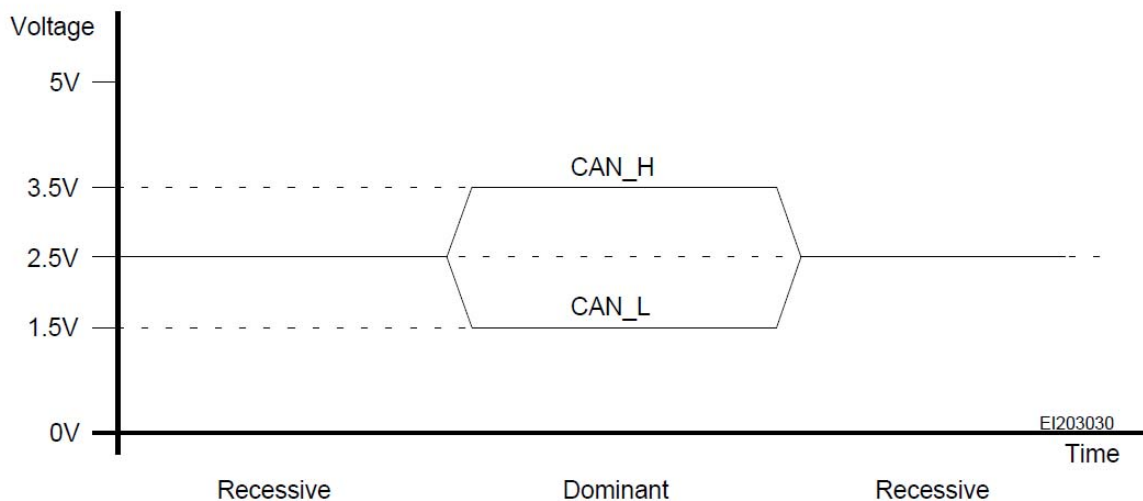 Voltage
5V
CAN_H
3.5V
2.5V
CAN_L
1.5V
EI203030
0V
Time
Recessive Dominant Recessive